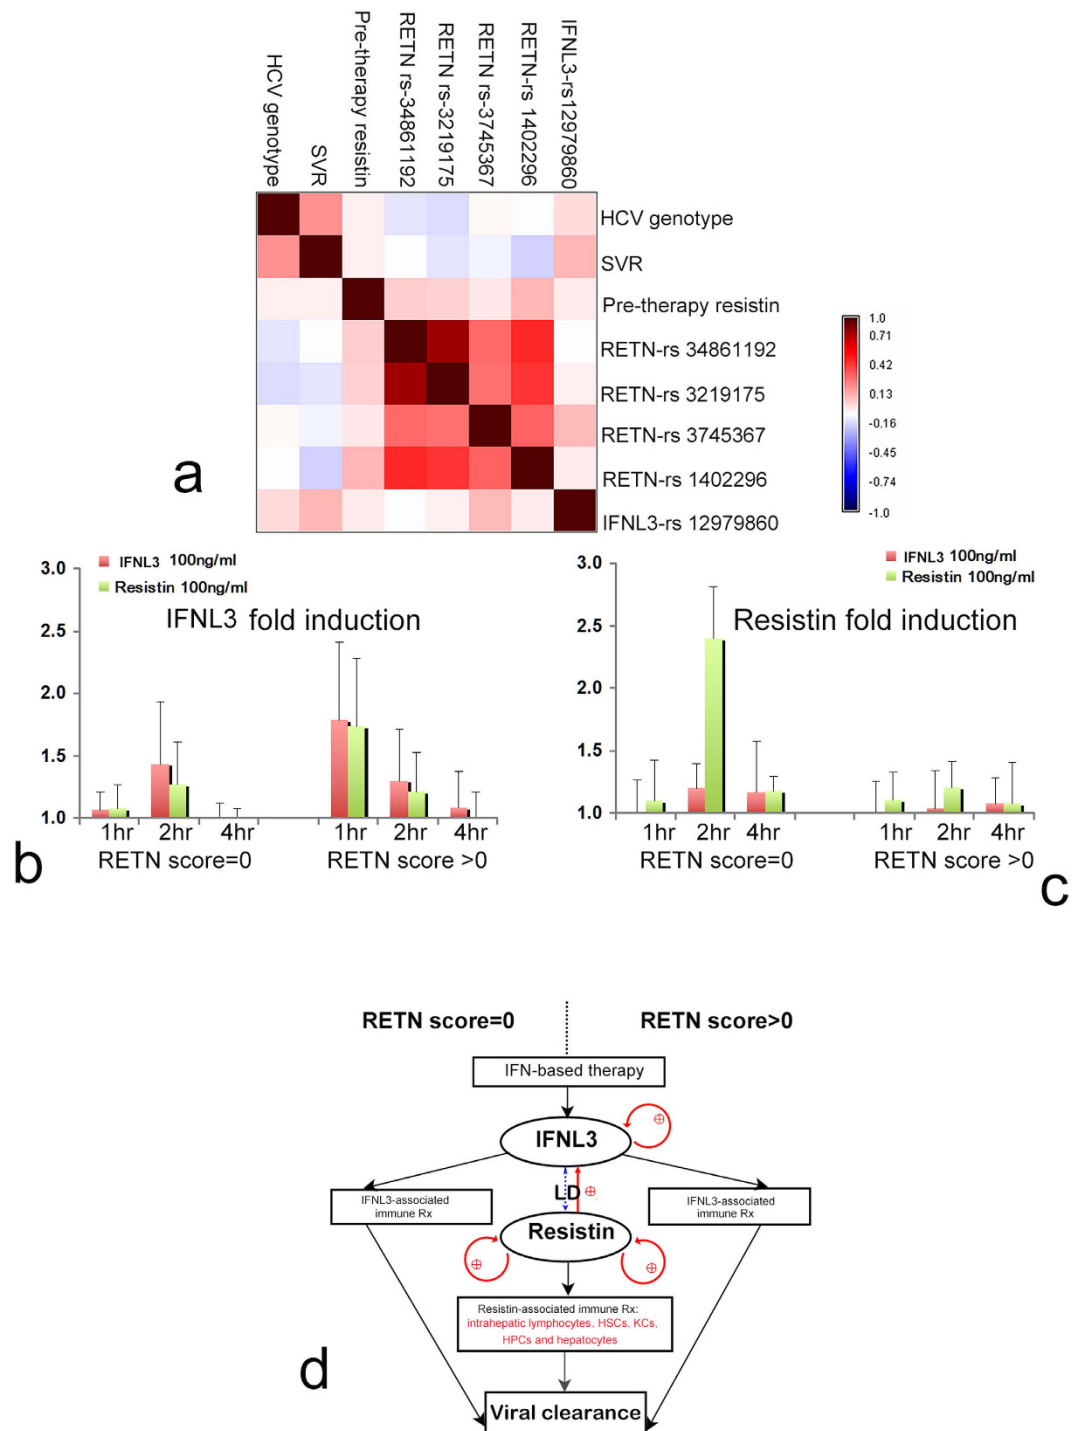 HCV genotype
SVR
Pre-therapy resistin
RETN rs-34861192
RETN rs-3219175
RETN rs-3745367
RETN-rs 1402296
IFNL3-rs12979860
HCV genotype
SVR
Pre-therapy resistin
RETN-rs 34861192
RETN-rs 3219175
RETN-rs 3745367
RETN-rs 1402296
IFNL3-rs 12979860
1.0
0.71
0.42
0.13
-0.16
-0.45
-0.74
-1.0
a
IFNL3 100ng/ml
Resistin 100ng/ml
IFNL3 fold induction
3.0
2.5
2.0
1.5
1.0
1hr 2hr 4hr 1hr 2hr 4hr
RETN score=0 RETN score >0
b
IFNL3 100ng/ml
Resistin 100ng/ml
Resistin fold induction
3.0
2.5
2.0
1.5
1.0
1hr 2hr 4hr 1hr 2hr 4hr
RETN score=0 RETN score >0
c
RETN score=0 RETN score>0
IFN-based therapy
IFNL3
⊕
IFNL3-associated
immune Rx
LD ⊕
IFNL3-associated
immune Rx
Resistin
⊕ ⊕
Resistin-associated immune Rx:
intrahepatic lymphocytes, HSCs, KCs,
HPCs and hepatocytes
d
Viral clearance